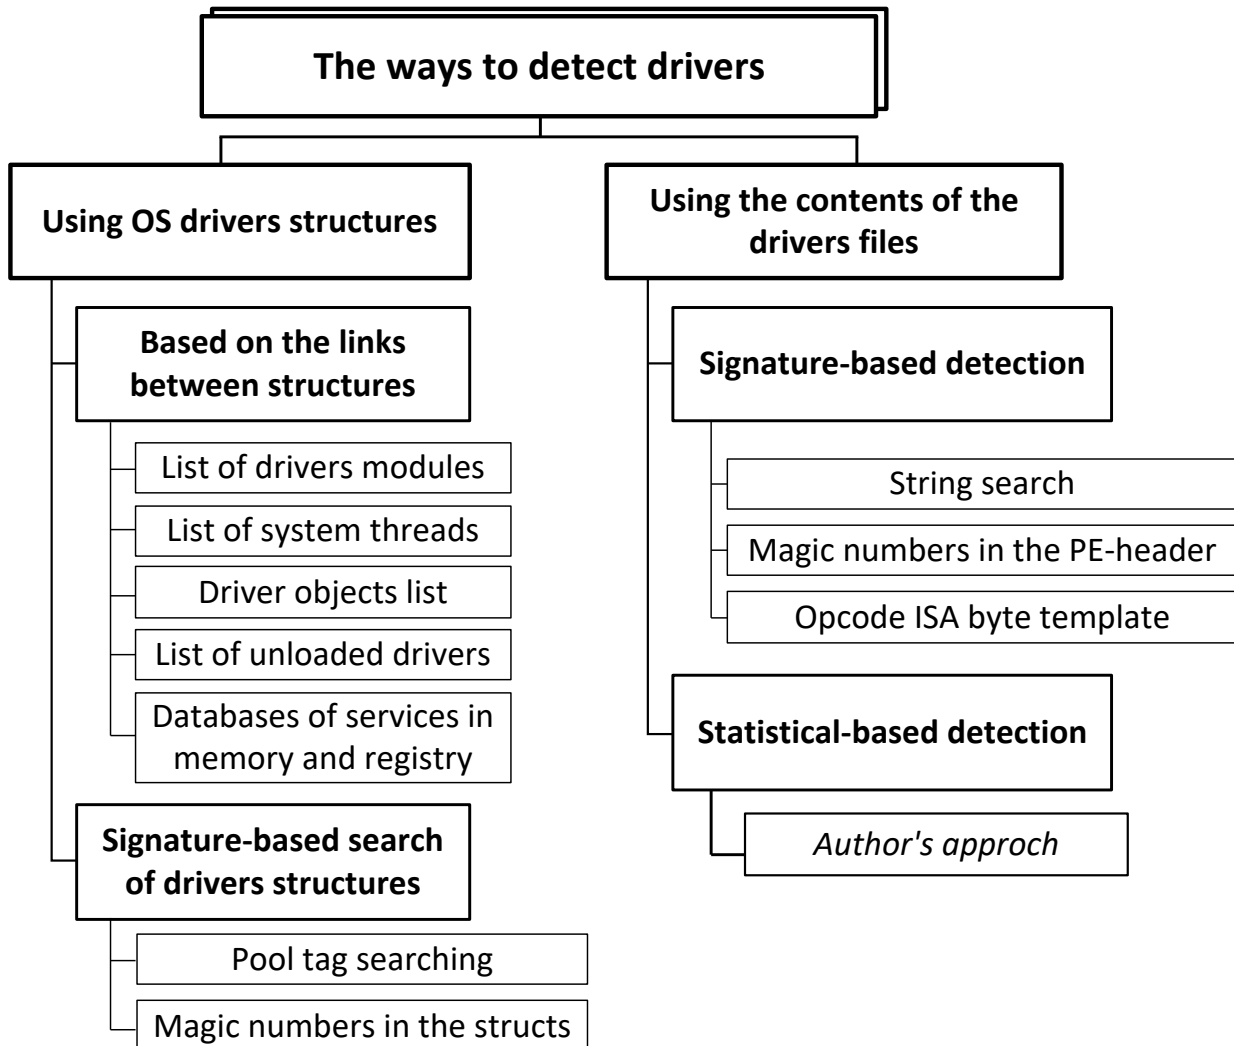 The ways to detect drivers
Using OS drivers structures
Based on the links
between structures
List of drivers modules
List of system threads
Driver objects list
List of unloaded drivers
Databases of services in
memory and registry
Signature-based search
of drivers structures
Pool tag searching
Magic numbers in the structs
Using the contents of the
drivers files
Signature-based detection
String search
Magic numbers in the PE-header
Opcode ISA byte template
Statistical-based detection
Author's approch